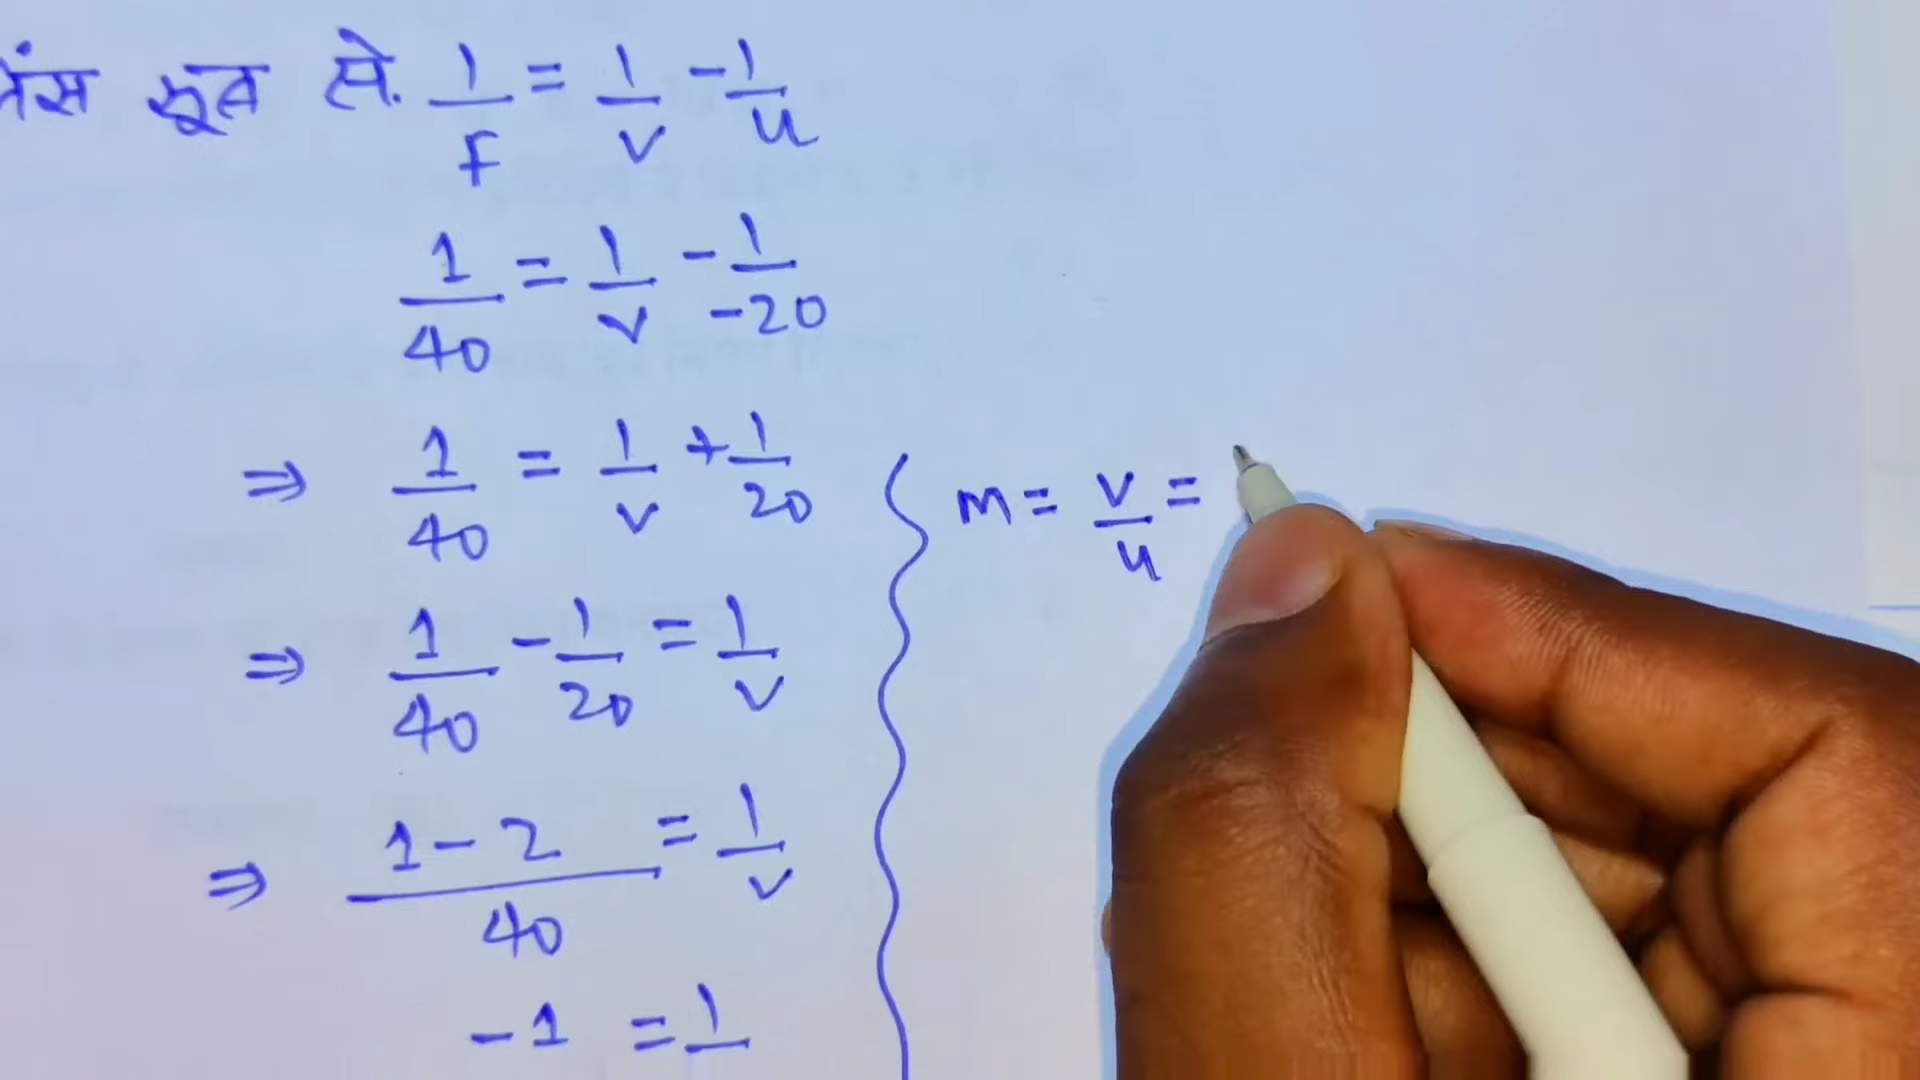 लेंस सूत्र से. 1/F = 1/v - 1/u
1/40 = 1/v - 1/-20
⇒ 1/40 = 1/v + 1/20
⇒ 1/40 - 1/20 = 1/v
⇒ 1-2/40 = 1/v
-1 = 1
m = v/u =